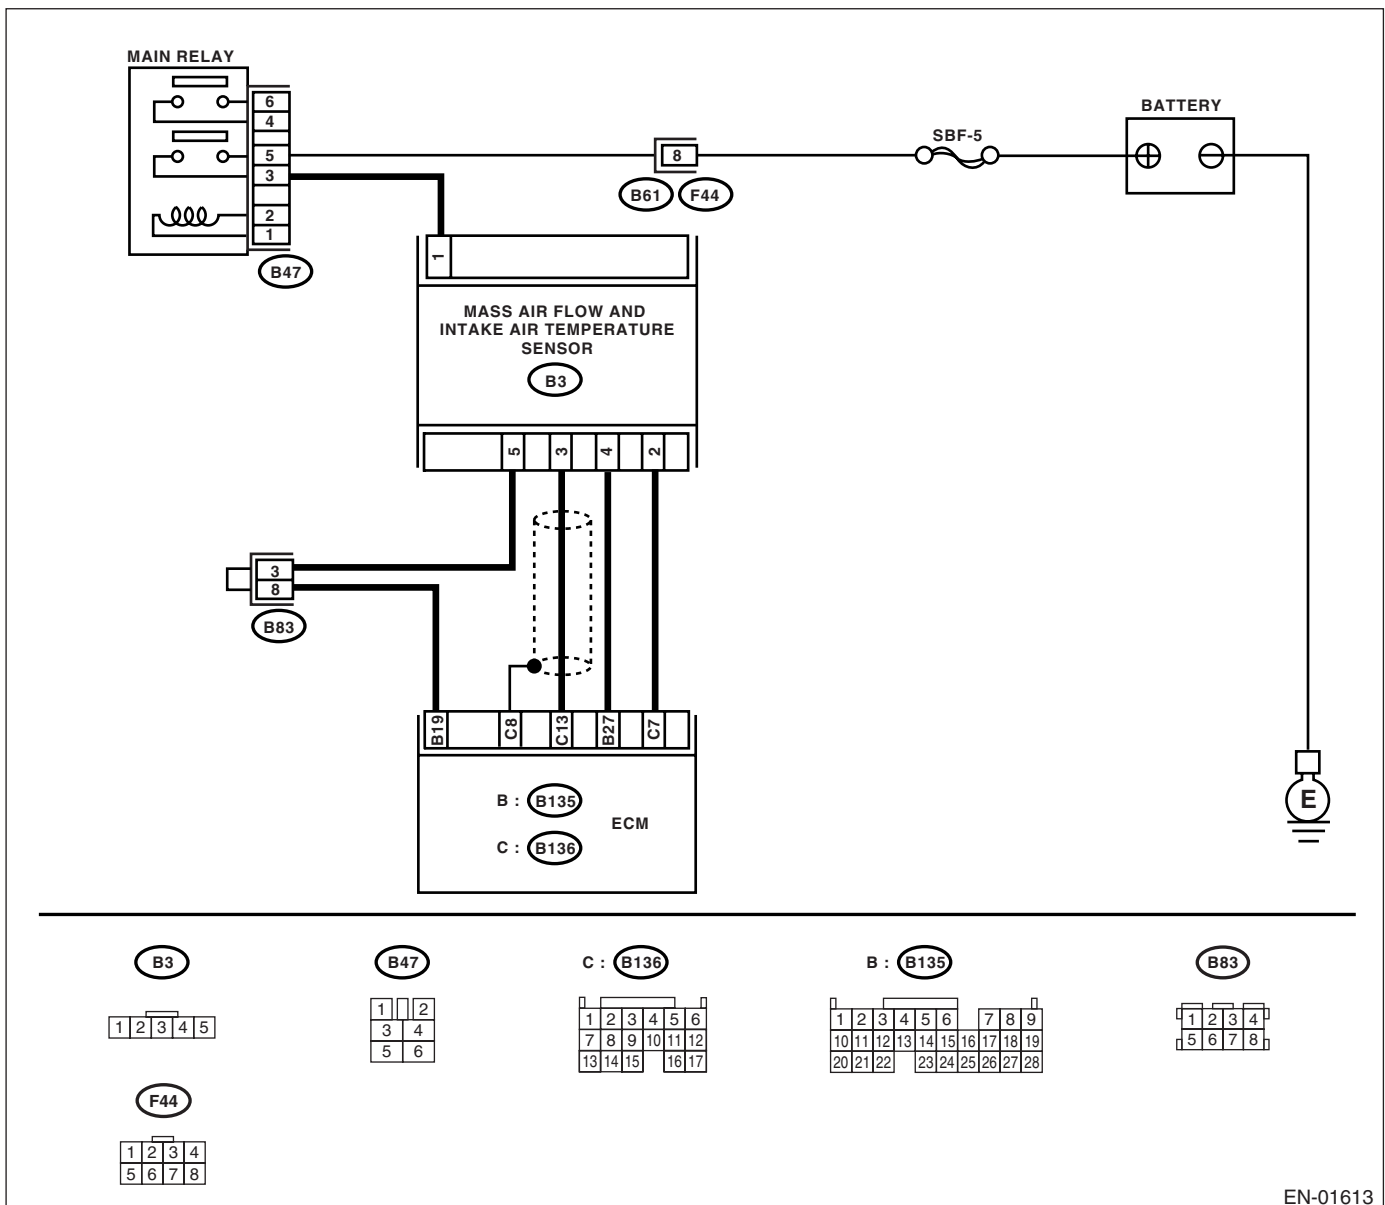 MAIN RELAY
6
4
5
3
2
1
B47
8
B61 F44
SBF-5
BATTERY
E
1
MASS AIR FLOW AND
INTAKE AIR TEMPERATURE
SENSOR
B3
5 3 4 2
3
8
B83
B19 C8 C13 B27 C7
B : B135
ECM
C : B136
B3
1 2 3 4 5
B47
1 2
3 4
5 6
C : B136
1 2 3 4 5 6
7 8 9 10 11 12
13 14 15 16 17
B : B135
1 2 3 4 5 6 7 8 9
10 11 12 13 14 15 16 17 18 19
20 21 22 23 24 25 26 27 28
B83
1 2 3 4
5 6 7 8
F44
1 2 3 4
5 6 7 8
EN-01613